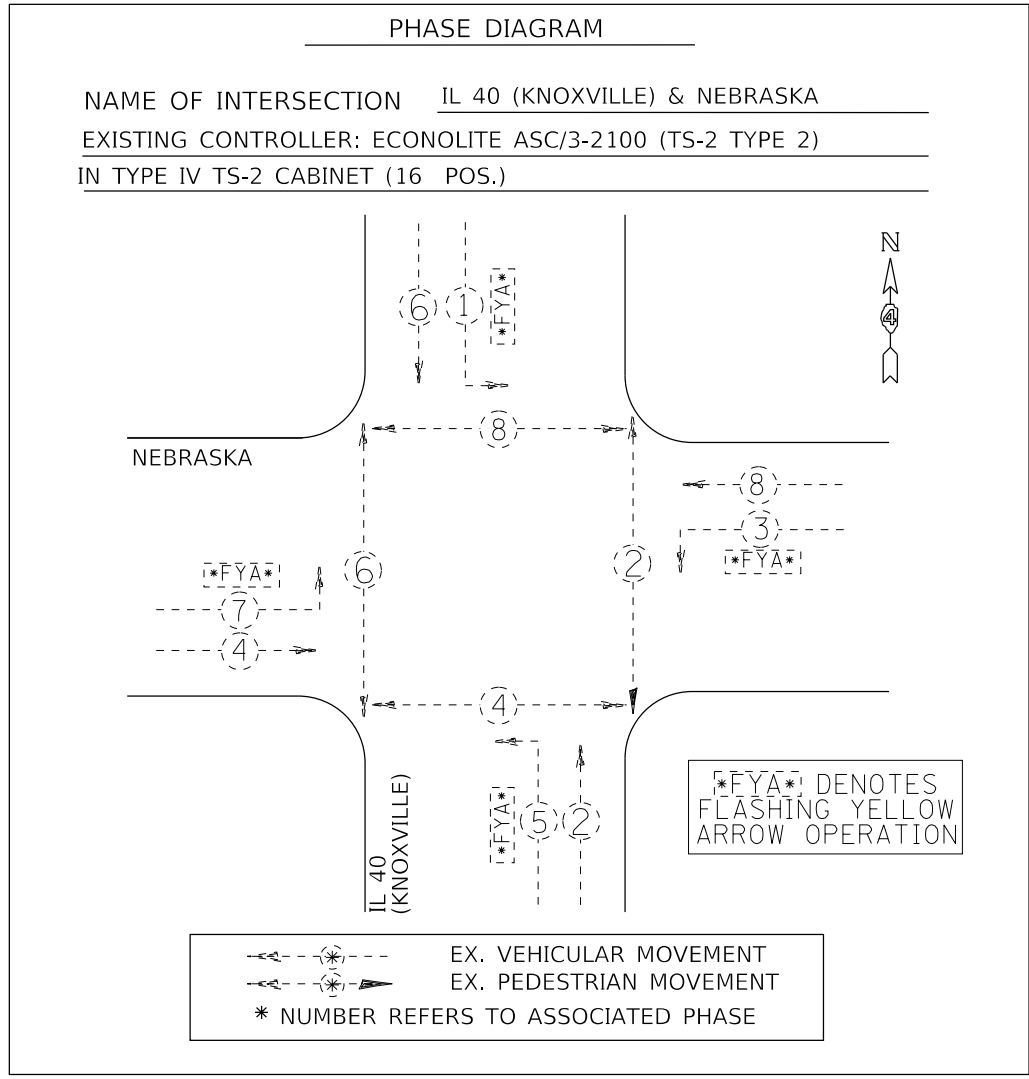 PHASE DIAGRAM
NAME OF INTERSECTION IL 40 (KNOXVILLE) & NEBRASKA
EXISTING CONTROLLER: ECONOLITE ASC/3-2100 (TS-2 TYPE 2)
IN TYPE IV TS-2 CABINET (16 POS.)
N
4
6
1
*FYA*
8
NEBRASKA
8
3
*FYA*
*FYA*
7
4
6
2
4
*FYA*
5
2
IL 40
(KNOXVILLE)
*FYA* DENOTES
FLASHING YELLOW
ARROW OPERATION
* EX. VEHICULAR MOVEMENT
* EX. PEDESTRIAN MOVEMENT
* NUMBER REFERS TO ASSOCIATED PHASE